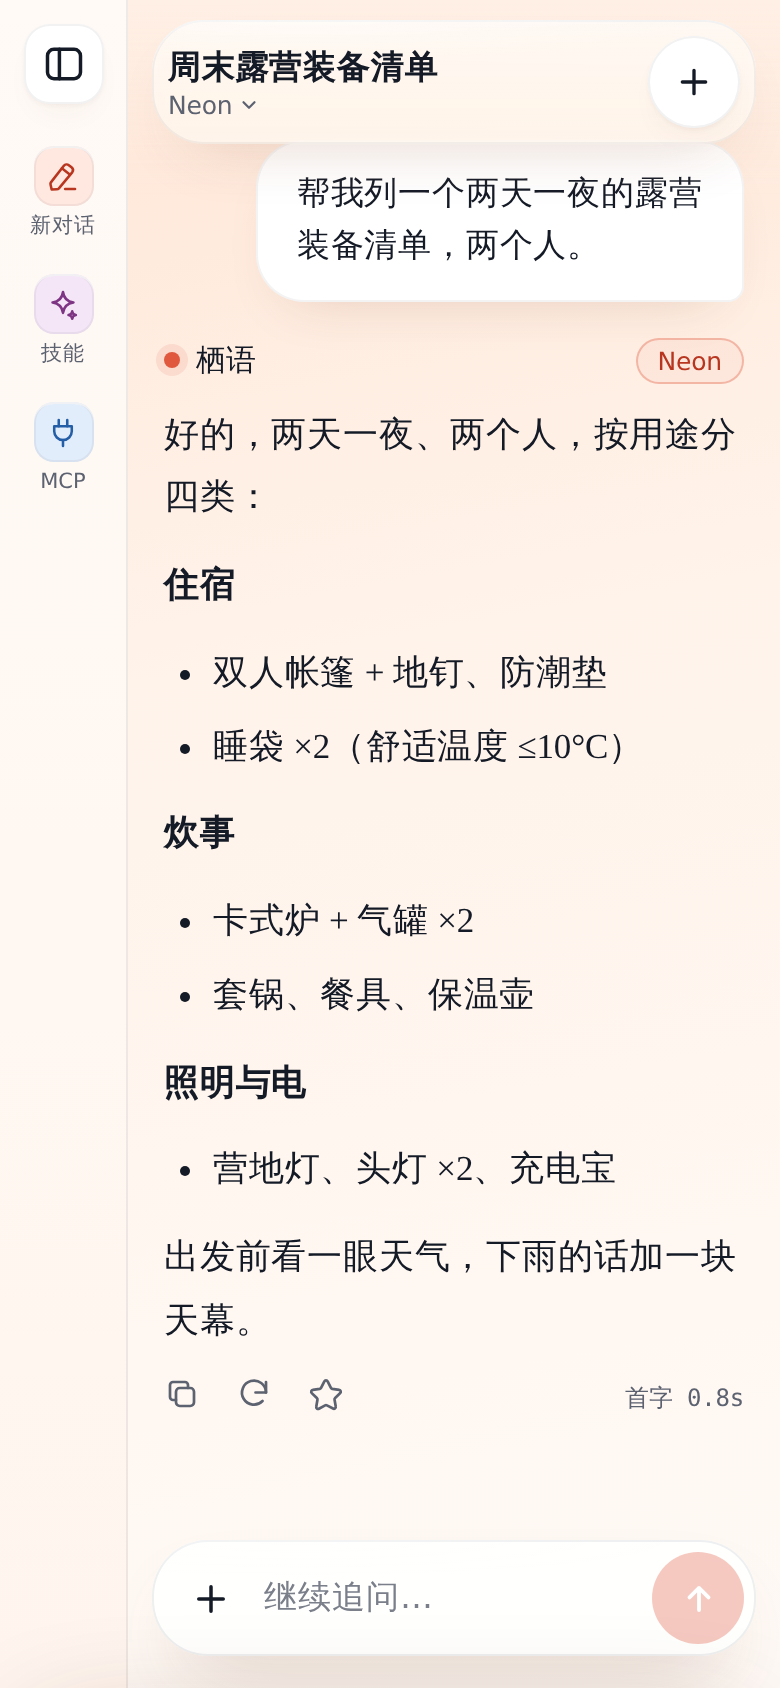 周末露营装备清单
Neon
新对话
技能
MCP
帮我列一个两天一夜的露营
装备清单，两个人。
栖语
Neon
好的，两天一夜、两个人，按用途分
四类：
住宿
• 双人帐篷 + 地钉、防潮垫
• 睡袋 ×2（舒适温度 ≤10°C）
炊事
• 卡式炉 + 气罐 ×2
• 套锅、餐具、保温壶
照明与电
• 营地灯、头灯 ×2、充电宝
出发前看一眼天气，下雨的话加一块
天幕。
首字 0.8s
继续追问...